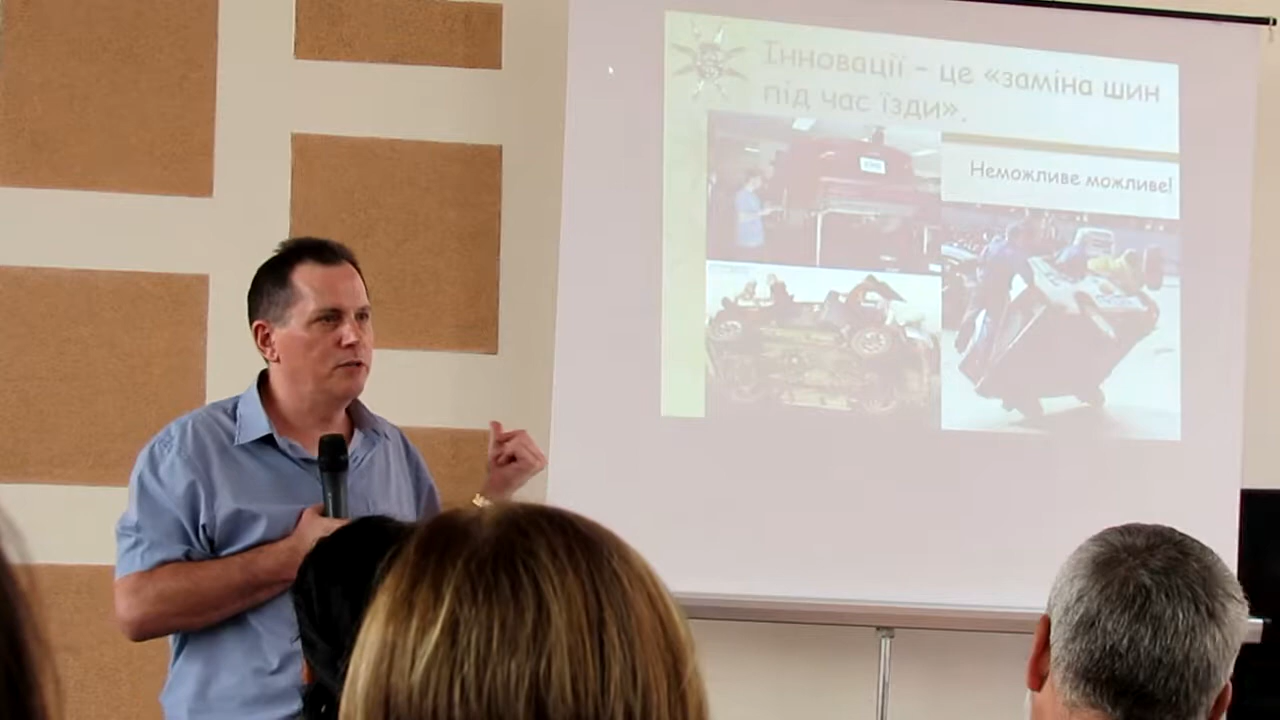 Інновації – це «заміна шин
під час їзди».
Неможливе можливе!